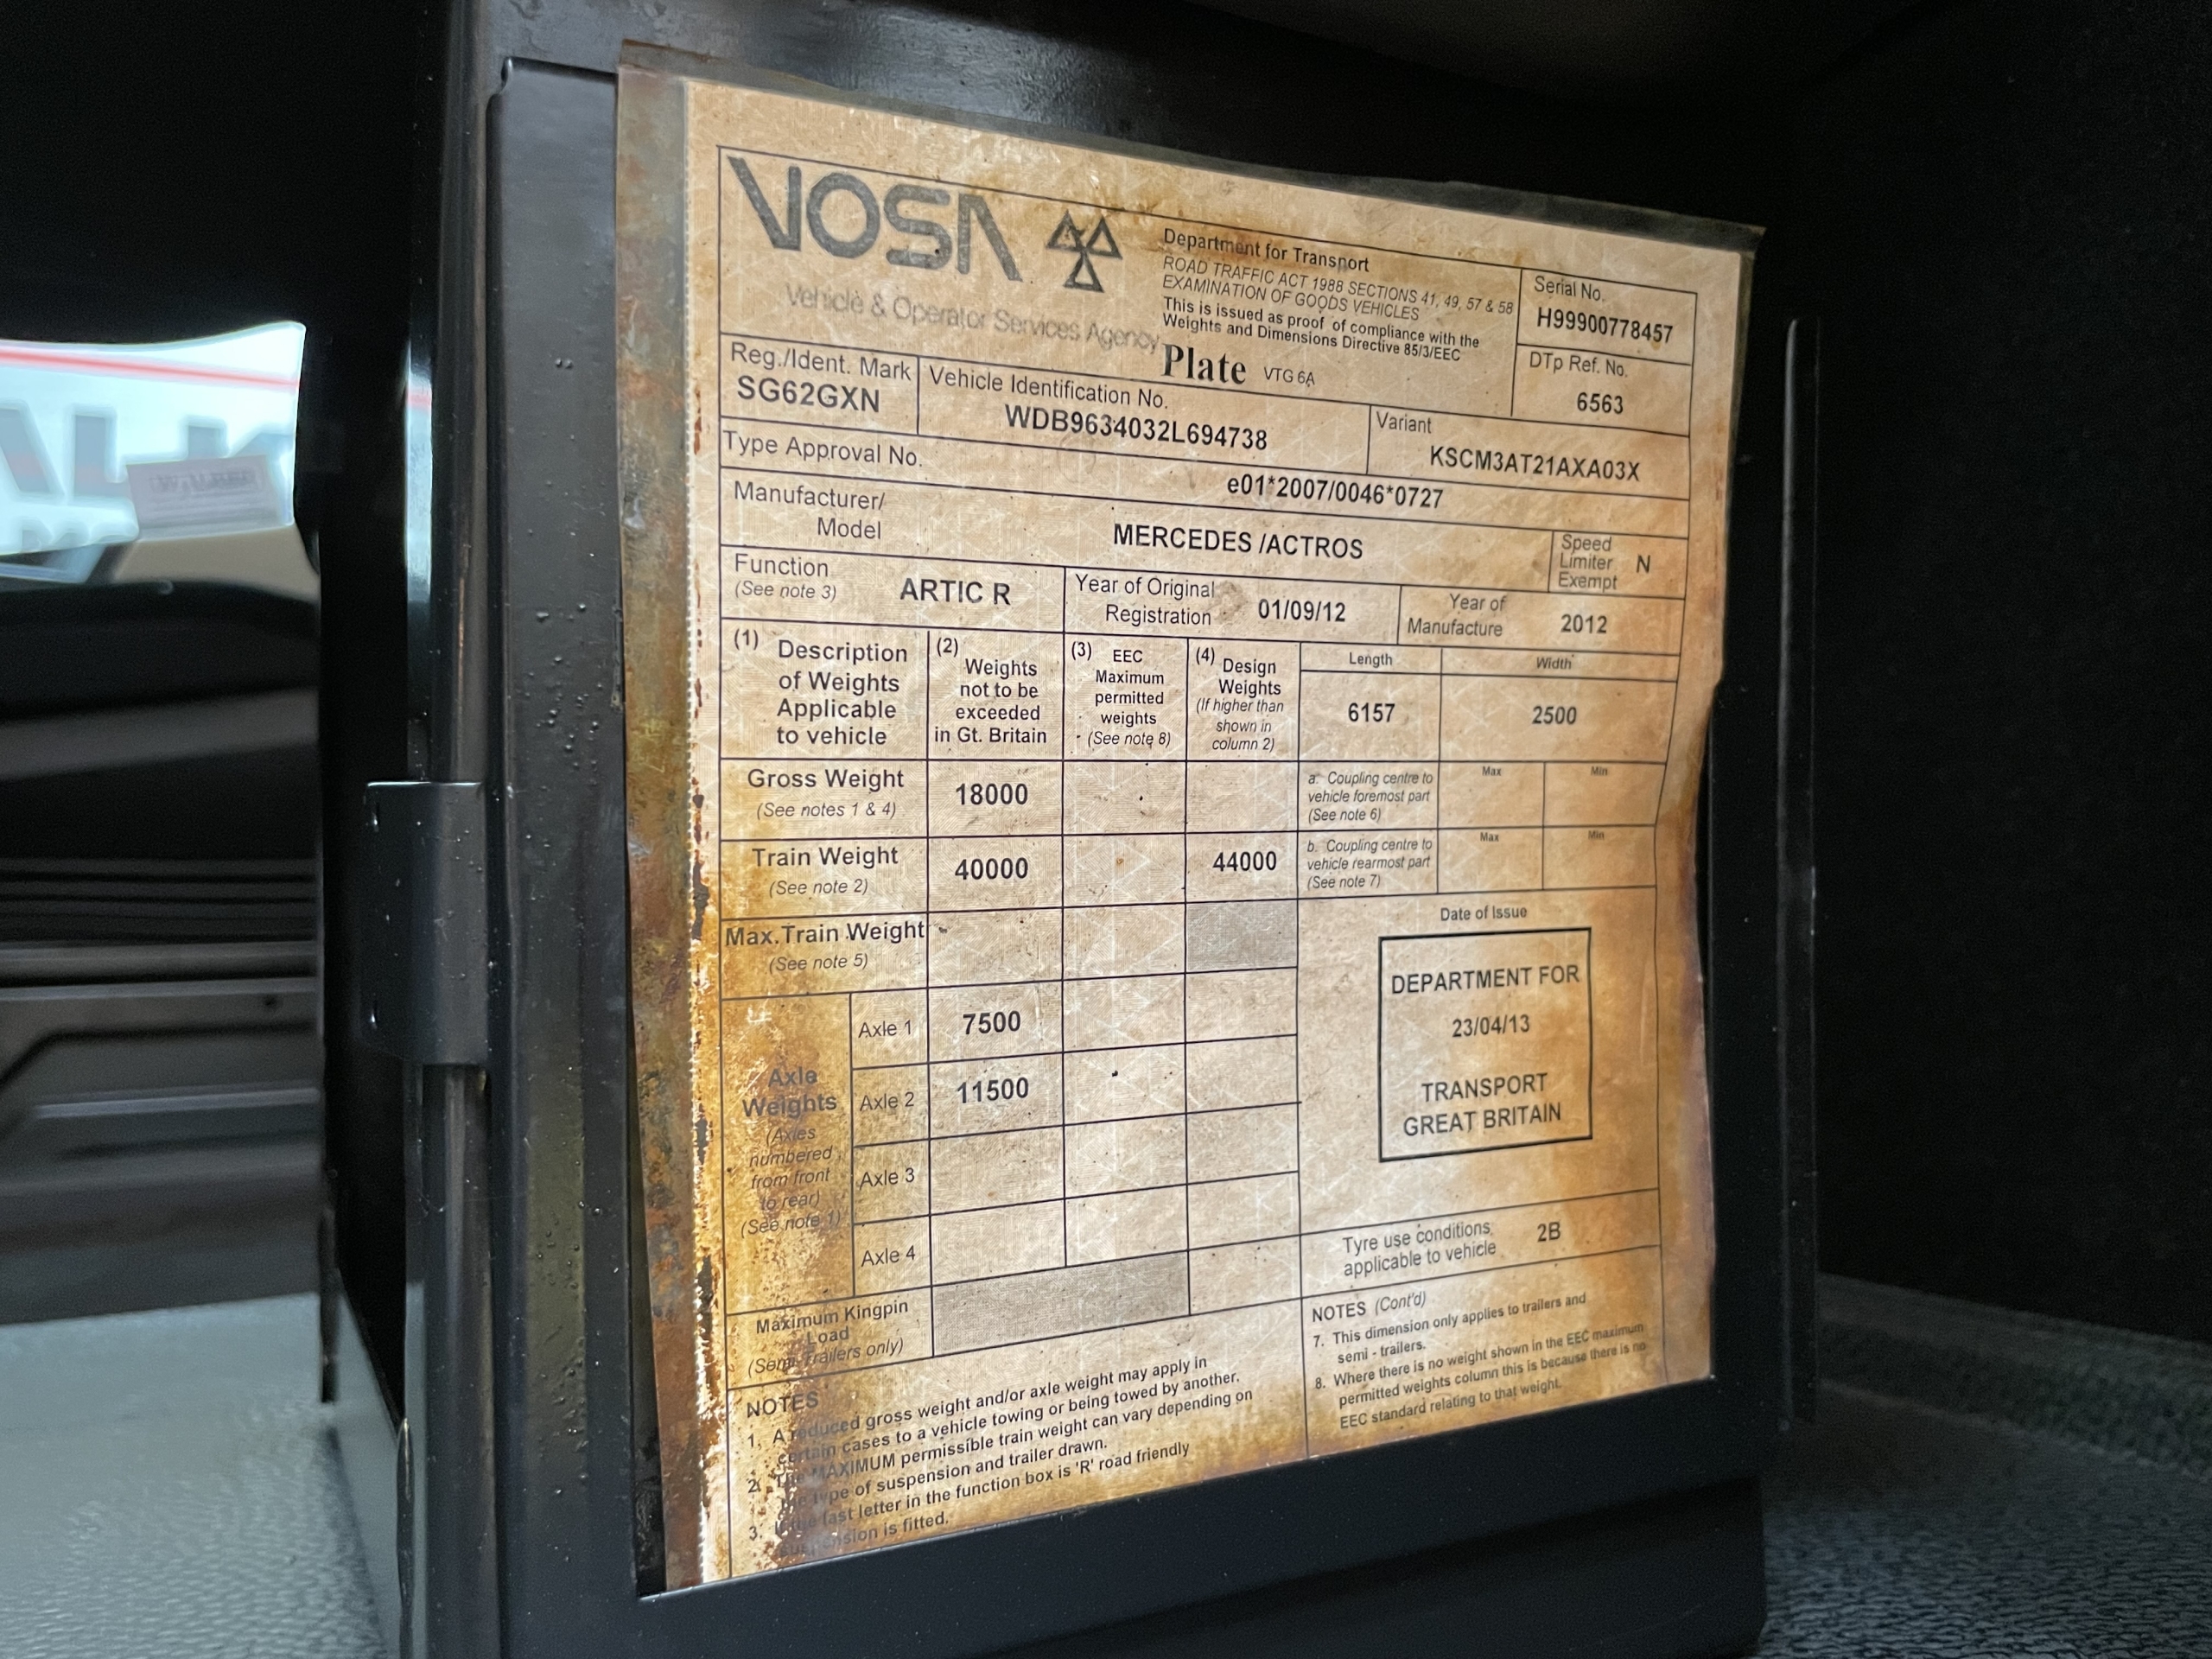 VOSA
Vehicle & Operator Services Agency
Department for Transport
ROAD TRAFFIC ACT 1988 SECTIONS 41, 49, 57 & 58
EXAMINATION OF GOODS VEHICLES
This is issued as proof of compliance with the
Weights and Dimensions Directive 85/3/EEC
Plate VTG 6A
Serial No.
H99900778457
DTp Ref. No.
6563
Reg./Ident. Mark
SG62GXN
Vehicle Identification No.
WDB9634032L694738
Variant
KSCM3AT21AXA03X
Type Approval No.
e01*2007/0046*0727
Manufacturer/
Model
MERCEDES /ACTROS
Speed
Limiter
Exempt
N
Function
(See note 3)
ARTIC R
Year of Original
Registration
01/09/12
Year of
Manufacture
2012
(1) Description
of Weights
Applicable
to vehicle
(2) Weights
not to be
exceeded
in Gt. Britain
(3) EEC
Maximum
permitted
weights
(See note 8)
(4) Design
Weights
(If higher than
shown in
column 2)
Length
6157
Width
2500
Gross Weight
(See notes 1 & 4)
18000
a. Coupling centre to
vehicle foremost part
(See note 6)
Max
Min
Train Weight
(See note 2)
40000
44000
b. Coupling centre to
vehicle rearmost part
(See note 7)
Max
Min
Max.Train Weight
(See note 5)
Date of Issue
DEPARTMENT FOR
23/04/13
TRANSPORT
GREAT BRITAIN
Axle
Weights
(Axles
numbered
from front
to rear)
(See note 1)
Axle 1
7500
Axle 2
11500
Axle 3
Axle 4
Tyre use conditions
applicable to vehicle
2B
Maximum Kingpin
Load
(Semi-Trailers only)
NOTES
1. A reduced gross weight and/or axle weight may apply in
certain cases to a vehicle towing or being towed by another.
2. The MAXIMUM permissible train weight can vary depending on
the type of suspension and trailer drawn.
3. If the last letter in the function box is 'R' road friendly
suspension is fitted.
NOTES (Cont'd)
7. This dimension only applies to trailers and
semi - trailers.
8. Where there is no weight shown in the EEC maximum
permitted weights column this is because there is no
EEC standard relating to that weight.